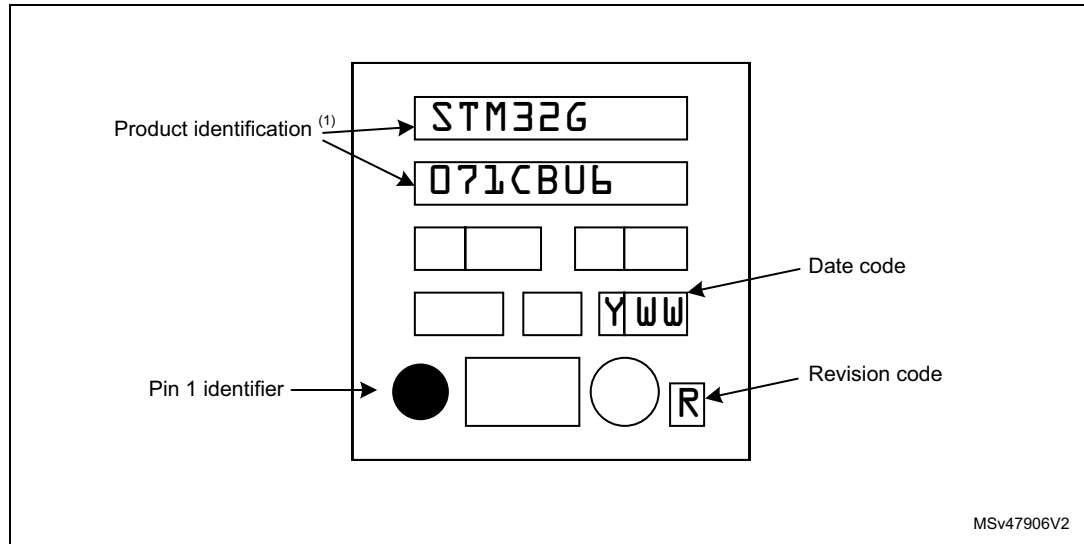 STM32G
Product identification (1)
071CBU6
Date code
Y WW
Pin 1 identifier
Revision code
R
MSv47906V2